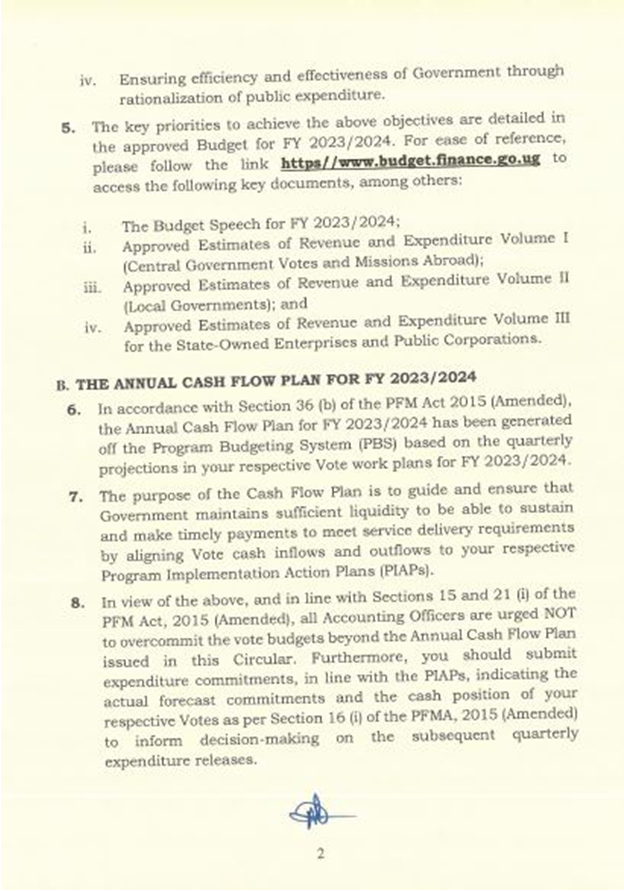 iv. Ensuring efficiency and effectiveness of Government through
rationalization of public expenditure.
5. The key priorities to achieve the above objectives are detailed in
the approved Budget for FY 2023/2024. For ease of reference,
please follow the link https//www.budget.finance.go.ug to
access the following key documents, among others:
i. The Budget Speech for FY 2023/2024;
ii. Approved Estimates of Revenue and Expenditure Volume I
(Central Government Votes and Missions Abroad);
iii. Approved Estimates of Revenue and Expenditure Volume II
(Local Governments); and
iv. Approved Estimates of Revenue and Expenditure Volume III
for the State-Owned Enterprises and Public Corporations.
B. THE ANNUAL CASH FLOW PLAN FOR FY 2023/2024
6. In accordance with Section 36 (b) of the PFM Act 2015 (Amended),
the Annual Cash Flow Plan for FY 2023/2024 has been generated
off the Program Budgeting System (PBS) based on the quarterly
projections in your respective Vote work plans for FY 2023/2024.
7. The purpose of the Cash Flow Plan is to guide and ensure that
Government maintains sufficient liquidity to be able to sustain
and make timely payments to meet service delivery requirements
by aligning Vote cash inflows and outflows to your respective
Program Implementation Action Plans (PIAPs).
8. In view of the above, and in line with Sections 15 and 21 (i) of the
PFM Act, 2015 (Amended), all Accounting Officers are urged NOT
to overcommit the vote budgets beyond the Annual Cash Flow Plan
issued in this Circular. Furthermore, you should submit
expenditure commitments, in line with the PIAPs, indicating the
actual forecast commitments and the cash position of your
respective Votes as per Section 16 (i) of the PFMA, 2015 (Amended)
to inform decision-making on the subsequent quarterly
expenditure releases.
2